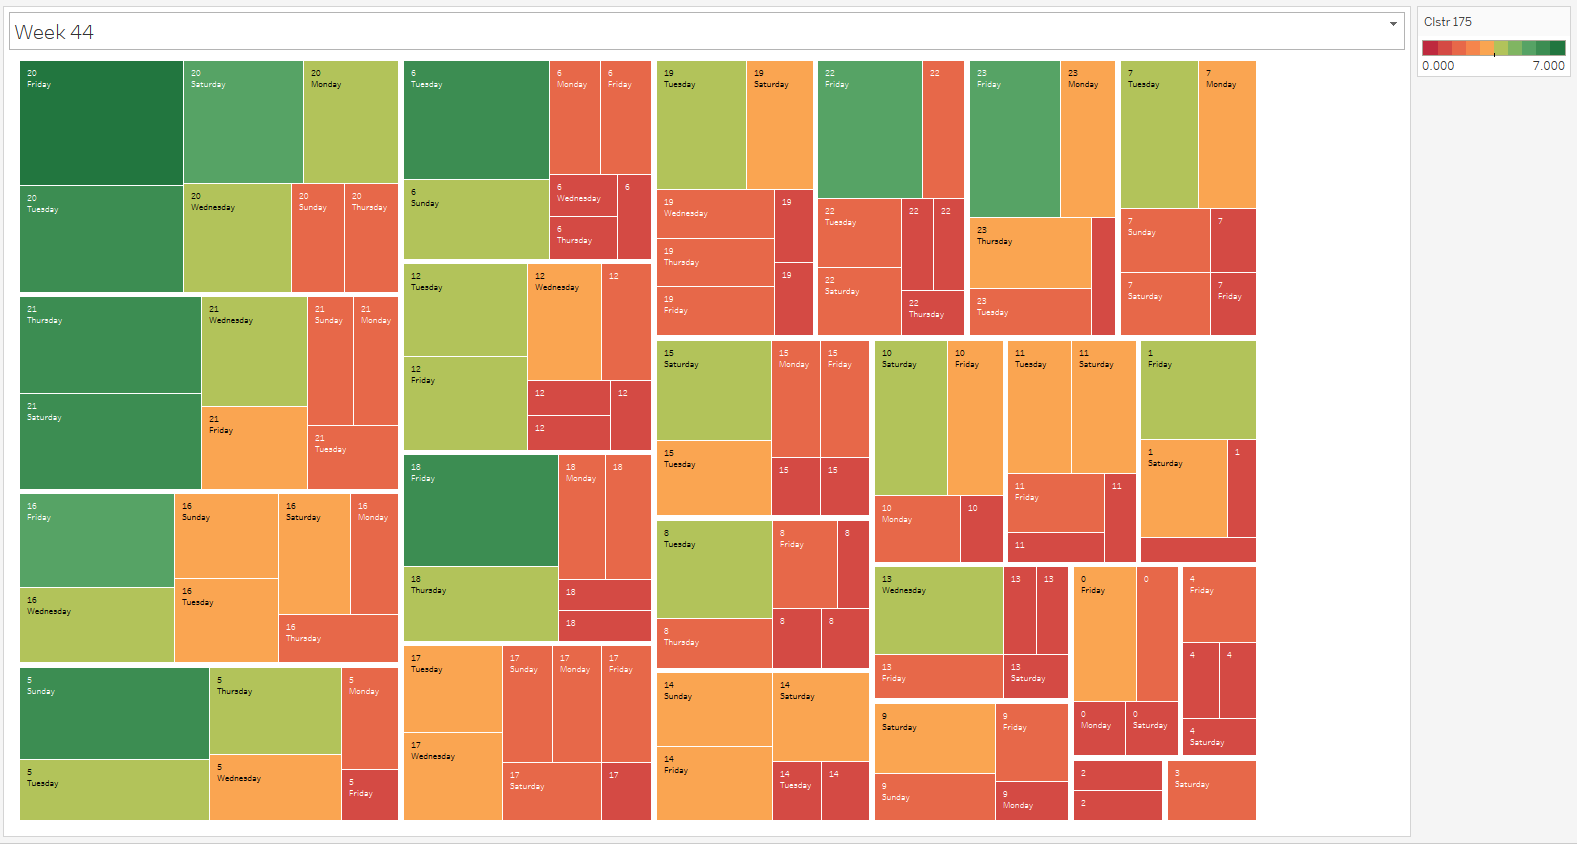 Week 44
Clstr 175
0.000
7.000
20
Friday
20
Saturday
20
Monday
20
Tuesday
20
Wednesday
20
Sunday
20
Thursday
21
Thursday
21
Wednesday
21
Sunday
21
Monday
21
Saturday
21
Friday
21
Tuesday
16
Friday
16
Sunday
16
Saturday
16
Monday
16
Wednesday
16
Tuesday
16
Thursday
5
Sunday
5
Thursday
5
Monday
5
Tuesday
5
Wednesday
5
Friday
6
Tuesday
6
Monday
6
Friday
6
Sunday
6
Wednesday
6
6
Thursday
12
Tuesday
12
Wednesday
12
12
Friday
12
12
12
18
Friday
18
Monday
18
18
Thursday
18
18
17
Tuesday
17
Sunday
17
Monday
17
Friday
17
Wednesday
17
Saturday
17
19
Tuesday
19
Saturday
19
Wednesday
19
19
Thursday
19
19
Friday
22
Friday
22
22
Tuesday
22
22
22
Saturday
22
Thursday
23
Friday
23
Monday
23
Thursday
23
Tuesday
7
Tuesday
7
Monday
7
Sunday
7
7
Saturday
7
Friday
15
Saturday
15
Monday
15
Friday
15
Tuesday
15
15
8
Tuesday
8
Friday
8
8
Thursday
8
8
14
Sunday
14
Saturday
14
Friday
14
Tuesday
14
10
Saturday
10
Friday
10
Monday
10
11
Tuesday
11
Saturday
11
Friday
11
11
1
Friday
1
Saturday
1
13
Wednesday
13
13
13
Friday
13
Saturday
9
Saturday
9
Friday
9
Sunday
9
Monday
0
Friday
0
0
Monday
0
Saturday
4
Friday
4
4
4
Saturday
2
2
3
Saturday